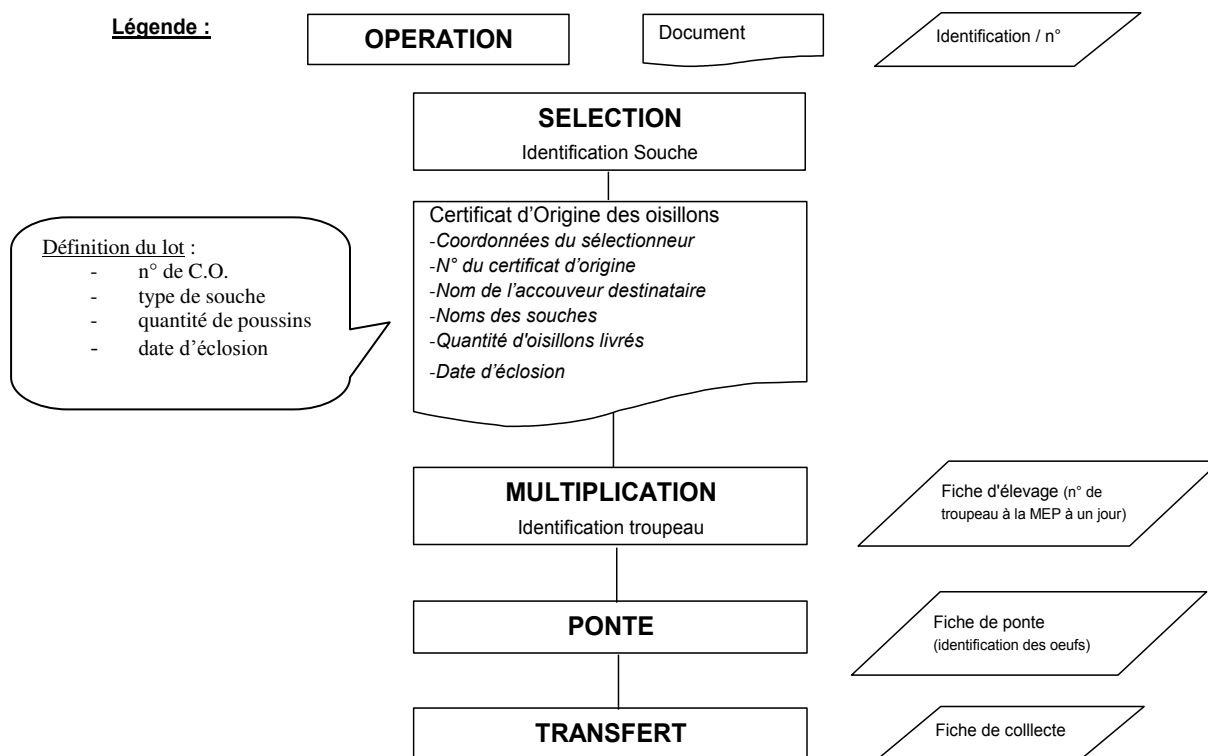 Légende :
OPERATION
Document
Identification / n°
SELECTION
Identification Souche
Définition du lot :
- n° de C.O.
- type de souche
- quantité de poussins
- date d’éclosion
Certificat d’Origine des oisillons
-Coordonnées du sélectionneur
-N° du certificat d’origine
-Nom de l’accouveur destinataire
-Noms des souches
-Quantité d'oisillons livrés
-Date d’éclosion
MULTIPLICATION
Identification troupeau
Fiche d'élevage (n° de
troupeau à la MEP à un jour)
PONTE
Fiche de ponte
(identification des oeufs)
TRANSFERT
Fiche de colllecte